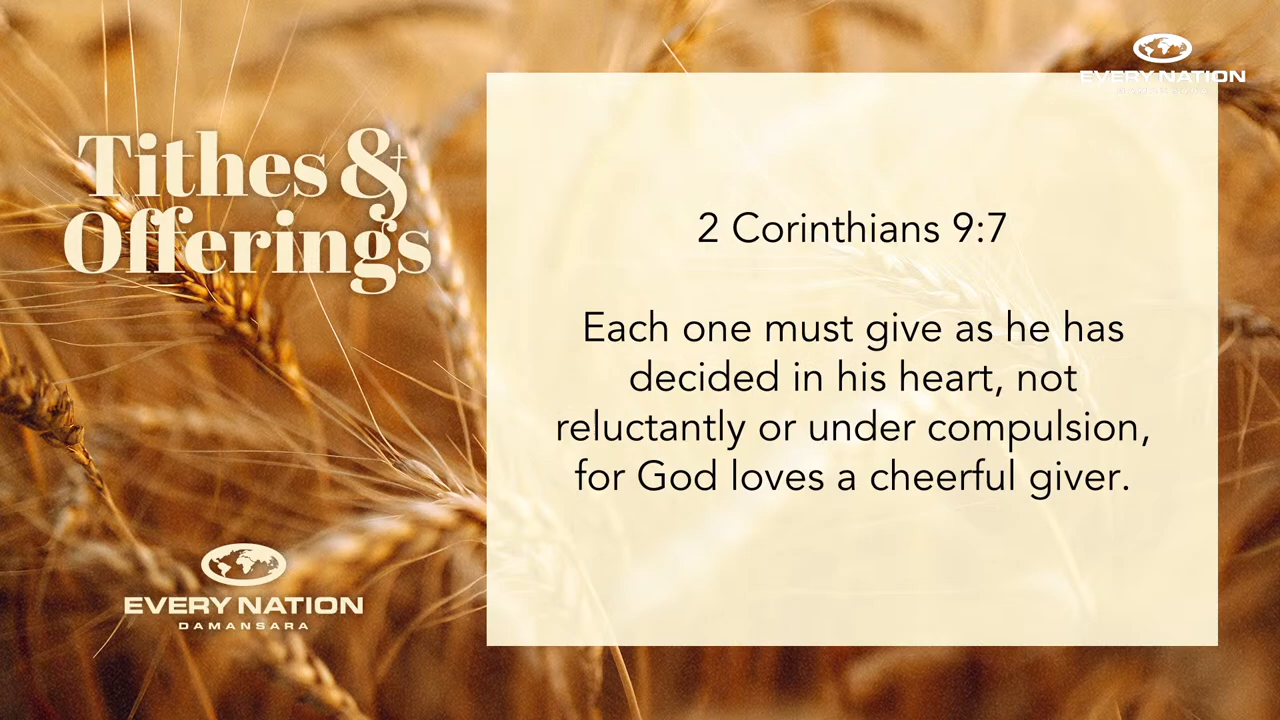 Tithes &
Offerings
EVERY NATION
DAMANSARA
EVERY NATION
2 Corinthians 9:7
Each one must give as he has
decided in his heart, not
reluctantly or under compulsion,
for God loves a cheerful giver.